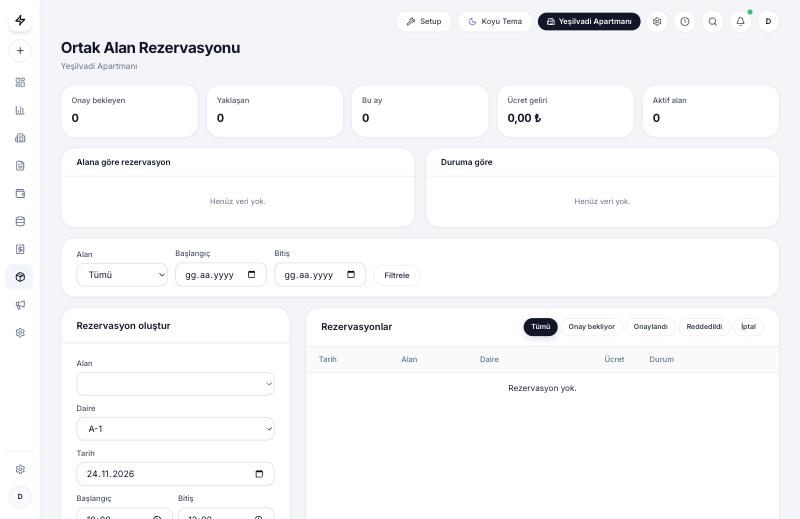 Setup
Koyu Tema
Yeşilvadi Apartmanı
D
Ortak Alan Rezervasyonu
Yeşilvadi Apartmanı
Onay bekleyen
0
Yaklaşan
0
Bu ay
0
Ücret geliri
0,00 ₺
Aktif alan
0
Alana göre rezervasyon
Henüz veri yok.
Duruma göre
Henüz veri yok.
Alan
Tümü
Başlangıç
gg.aa.yyyy
Bitiş
gg.aa.yyyy
Filtrele
Rezervasyon oluştur
Alan
Daire
A-1
Tarih
24.11.2026
Başlangıç
Bitiş
Rezervasyonlar
Tümü
Onay bekliyor
Onaylandı
Reddedildi
İptal
Tarih Alan Daire Ücret Durum
Rezervasyon yok.
D